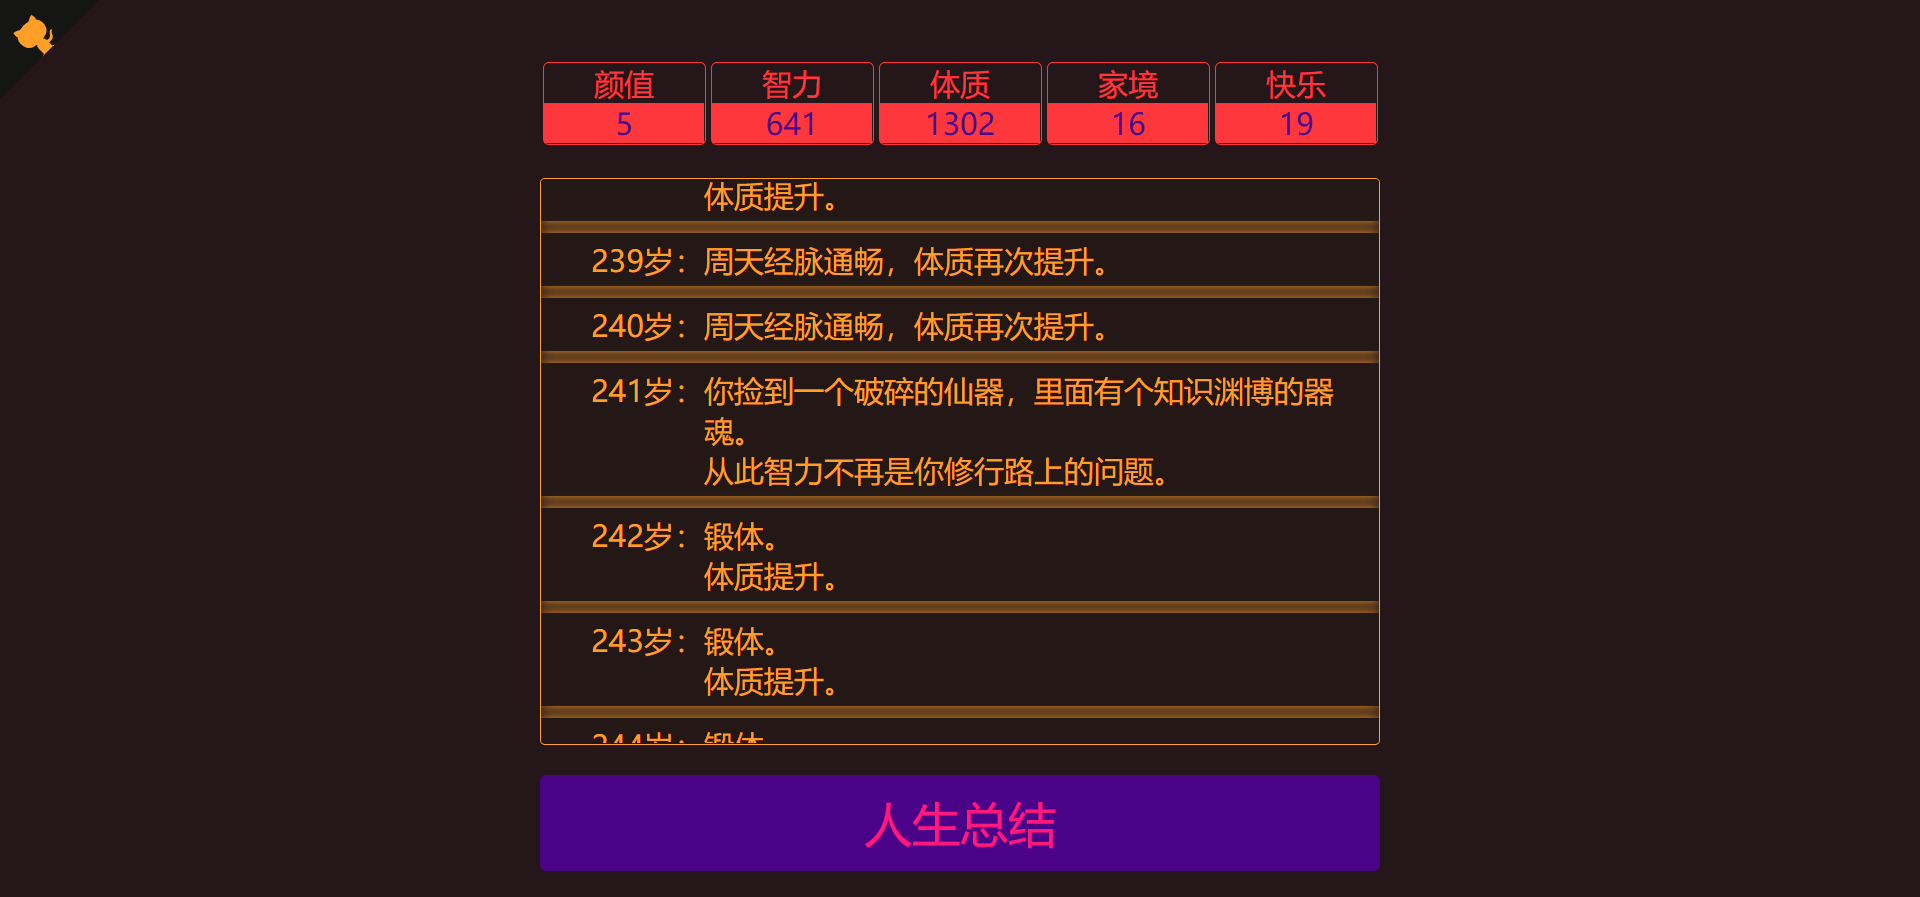 颜值 智力 体质 家境 快乐
5 641 1302 16 19
体质提升。
239岁：周天经脉通畅，体质再次提升。
240岁：周天经脉通畅，体质再次提升。
241岁：你捡到一个破碎的仙器，里面有个知识渊博的器
魂。
从此智力不再是你修行路上的问题。
242岁：锻体。
体质提升。
243岁：锻体。
体质提升。
244岁：锻体
人生总结